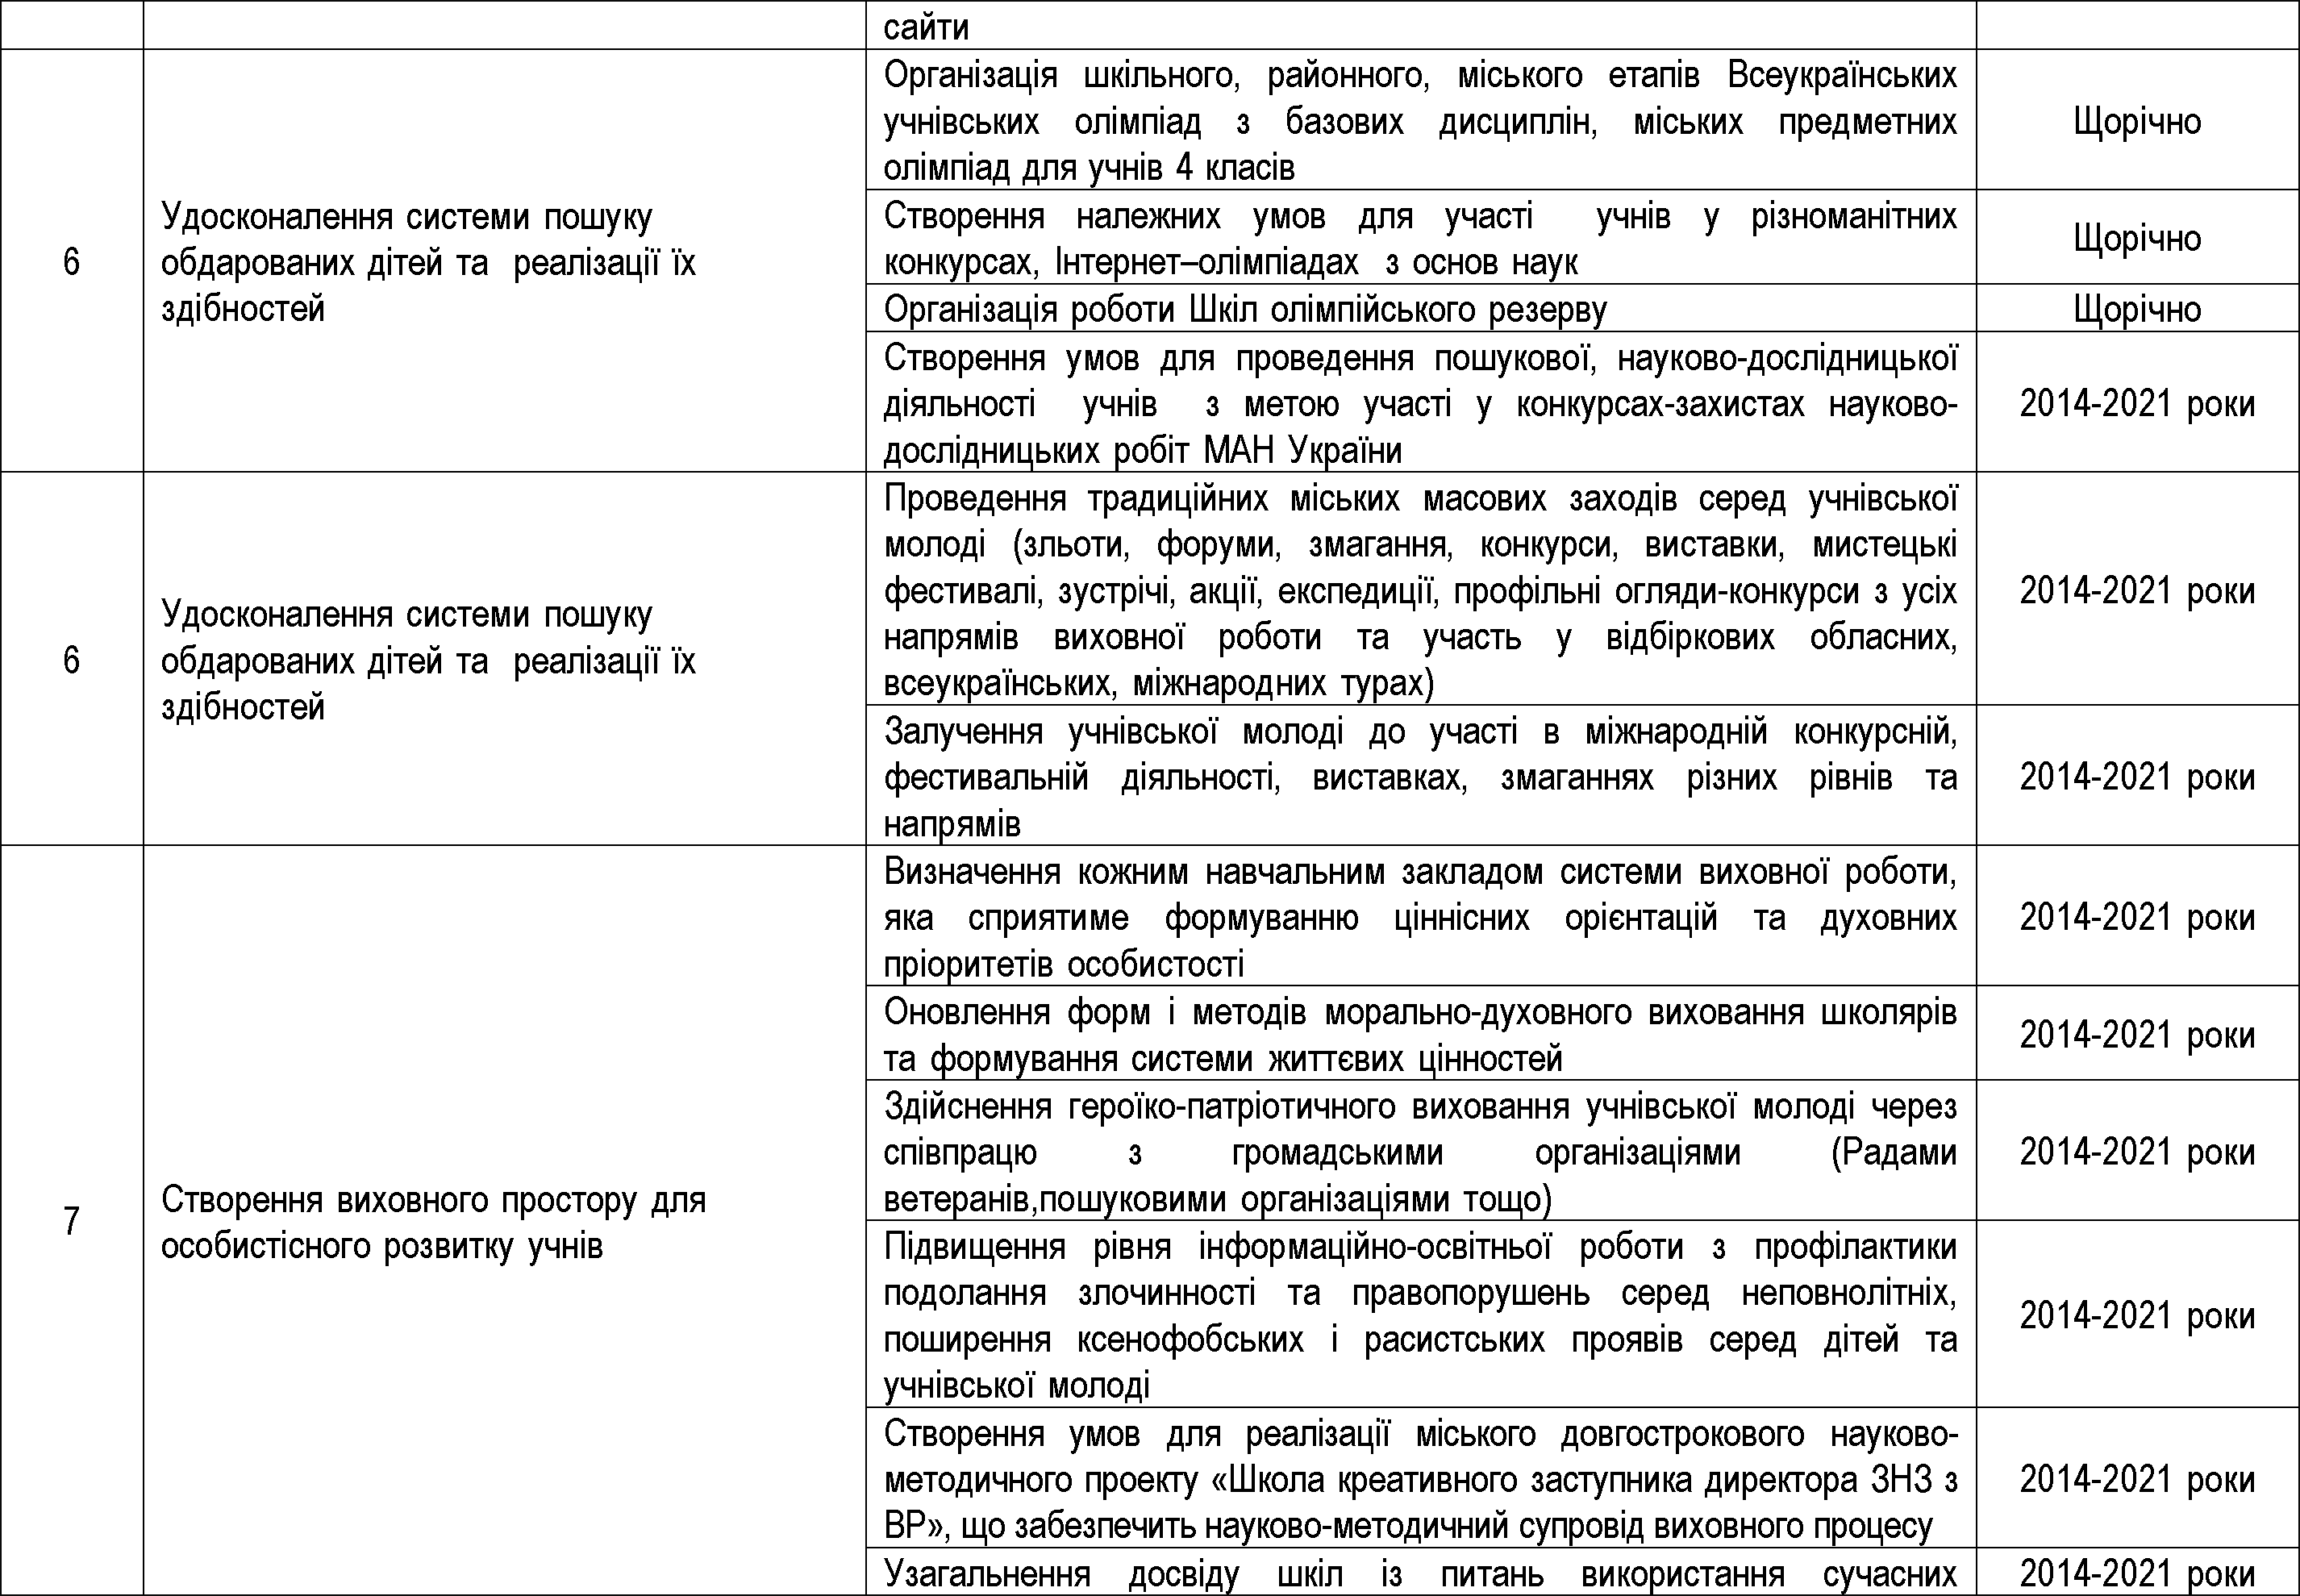 сайти
6
Удосконалення системи пошуку
обдарованих дітей та реалізації їх
здібностей
Організація шкільного, районного, міського етапів Всеукраїнських
учнівських олімпіад з базових дисциплін, міських предметних
олімпіад для учнів 4 класів
Щорічно
Створення належних умов для участі учнів у різноманітних
конкурсах, Інтернет–олімпіадах з основ наук
Щорічно
Організація роботи Шкіл олімпійського резерву
Щорічно
Створення умов для проведення пошукової, науково-дослідницької
діяльності учнів з метою участі у конкурсах-захистах науково-
дослідницьких робіт МАН України
2014-2021 роки
6
Удосконалення системи пошуку
обдарованих дітей та реалізації їх
здібностей
Проведення традиційних міських масових заходів серед учнівської
молоді (зльоти, форуми, змагання, конкурси, виставки, мистецькі
фестивалі, зустрічі, акції, експедиції, профільні огляди-конкурси з усіх
напрямів виховної роботи та участь у відбіркових обласних,
всеукраїнських, міжнародних турах)
2014-2021 роки
Залучення учнівської молоді до участі в міжнародній конкурсній,
фестивальній діяльності, виставках, змаганнях різних рівнів та
напрямів
2014-2021 роки
7
Створення виховного простору для
особистісного розвитку учнів
Визначення кожним навчальним закладом системи виховної роботи,
яка сприятиме формуванню ціннісних орієнтацій та духовних
пріоритетів особистості
2014-2021 роки
Оновлення форм і методів морально-духовного виховання школярів
та формування системи життєвих цінностей
2014-2021 роки
Здійснення героїко-патріотичного виховання учнівської молоді через
співпрацю з громадськими організаціями (Радами
ветеранів,пошуковими організаціями тощо)
2014-2021 роки
Підвищення рівня інформаційно-освітньої роботи з профілактики
подолання злочинності та правопорушень серед неповнолітніх,
поширення ксенофобських і расистських проявів серед дітей та
учнівської молоді
2014-2021 роки
Створення умов для реалізації міського довгострокового науково-
методичного проекту «Школа креативного заступника директора ЗНЗ з
ВР», що забезпечить науково-методичний супровід виховного процесу
2014-2021 роки
Узагальнення досвіду шкіл із питань використання сучасних
2014-2021 роки